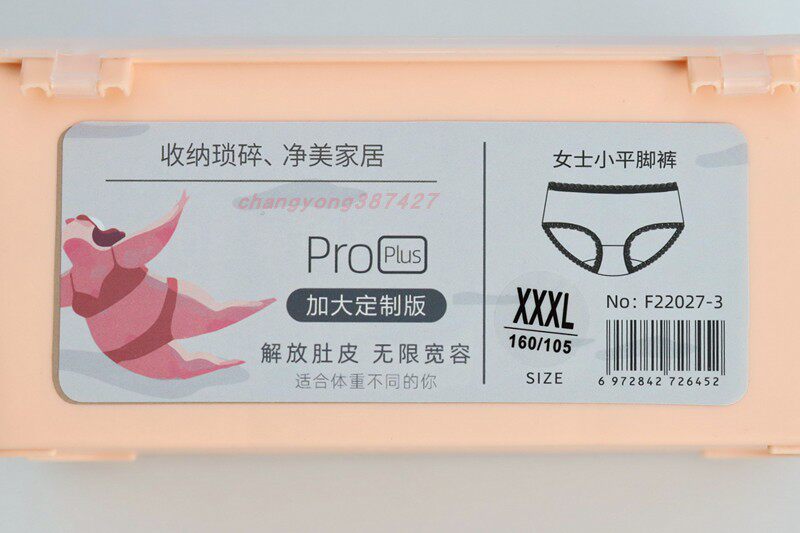 收纳琐碎、净美家居
changyong387427
Pro Plus
加大定制版
解放肚皮 无限宽容
适合体重不同的你
女士小平脚裤
XXXL
160/105
SIZE
No: F22027-3
6 972842 726452